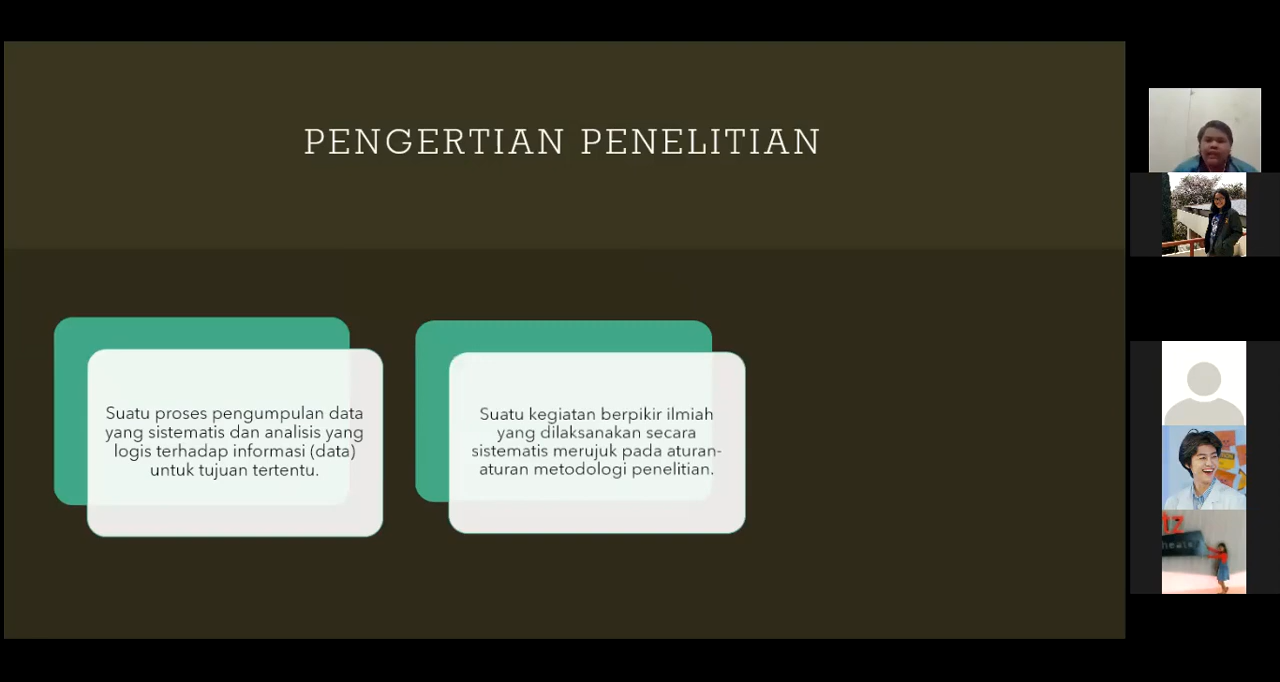 PENGERTIAN PENELITIAN
Suatu proses pengumpulan data
yang sistematis dan analisis yang
logis terhadap informasi (data)
untuk tujuan tertentu.
Suatu kegiatan berpikir ilmiah
yang dilaksanakan secara
sistematis merujuk pada aturan-
aturan metodologi penelitian.
tz